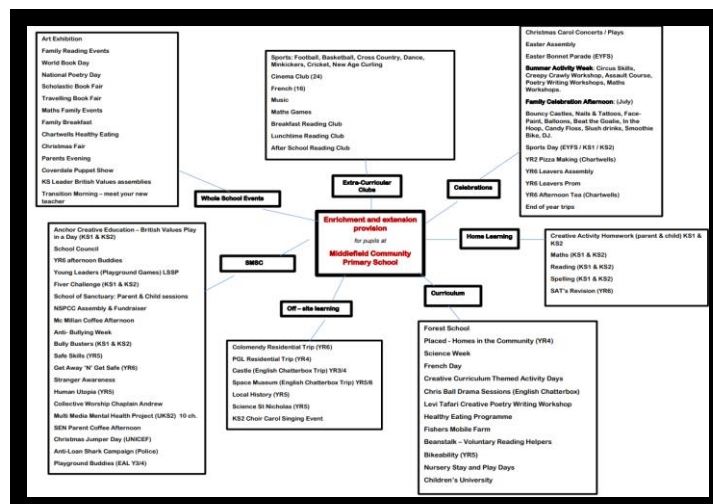 Art Exhibition
Family Reading Events
World Book Day
National Poetry Day
Scholastic Book Fair
Travelling Book Fair
Maths Family Events
Family Breakfast
Chartwells Healthy Eating
Christmas Fair
Parents Evening
Coverdale Puppet Show
KS Leader British Values assemblies
Transition Morning – meet your new
teacher
Whole School Events
Sports: Football, Basketball, Cross Country, Dance,
Minkickers, Cricket, New Age Curling
Cinema Club (24)
French (16)
Music
Maths Games
Breakfast Reading Club
Lunchtime Reading Club
After School Reading Club
Extra-Curricular
Clubs
Christmas Carol Concerts / Plays
Easter Assembly
Easter Bonnet Parade (EYFS)
Summer Activity Week: Circus Skills,
Creepy Crawly Workshop, Assault Course,
Poetry Writing Workshops, Maths
Workshops.
Family Celebration Afternoon: (July)
Bouncy Castles, Nails & Tattoos, Face-
Paint, Balloons, Beat the Goalie, In the
Hoop, Candy Floss, Slush drinks, Smoothie
Bike, DJ.
Sports Day (EYFS / KS1 / KS2)
YR2 Pizza Making (Chartwells)
YR6 Leavers Assembly
YR6 Leavers Prom
YR6 Afternoon Tea (Chartwells)
End of year trips
Celebrations
Enrichment and extension
provision
for pupils at
Middlefield Community
Primary School
Home Learning
Creative Activity Homework (parent & child) KS1 &
KS2
Maths (KS1 & KS2)
Reading (KS1 & KS2)
Spelling (KS1 & KS2)
SAT's Revision (YR6)
SMSC
Anchor Creative Education – British Values Play
in a Day (KS1 & KS2)
School Council
YR6 afternoon Buddies
Young Leaders (Playground Games) LSSP
Fiver Challenge (KS1 & KS2)
School of Sanctuary: Parent & Child sessions
NSPCC Assembly & Fundraiser
Mc Milian Coffee Afternoon
Anti- Bullying Week
Bully Busters (KS1 & KS2)
Safe Skills (YR5)
Get Away 'N' Get Safe (YR6)
Stranger Awareness
Human Utopia (YR5)
Collective Worship Chaplain Andrew
Multi Media Mental Health Project (UKS2) 10 ch.
SEN Parent Coffee Afternoon
Christmas Jumper Day (UNICEF)
Anti-Loan Shark Campaign (Police)
Playground Buddies (EAL Y3/4)
Off – site learning
Colomendy Residential Trip (YR6)
PGL Residential Trip (YR4)
Castle (English Chatterbox Trip) YR3/4
Space Museum (English Chatterbox Trip) YR5/6
Local History (YR5)
Science St Nicholas (YR5)
KS2 Choir Carol Singing Event
Curriculum
Forest School
Placed - Homes in the Community (YR4)
Science Week
French Day
Creative Curriculum Themed Activity Days
Chris Ball Drama Sessions (English Chatterbox)
Levi Tafari Creative Poetry Writing Workshop
Healthy Eating Programme
Fishers Mobile Farm
Beanstalk – Voluntary Reading Helpers
Bikeability (YR5)
Nursery Stay and Play Days
Children's University